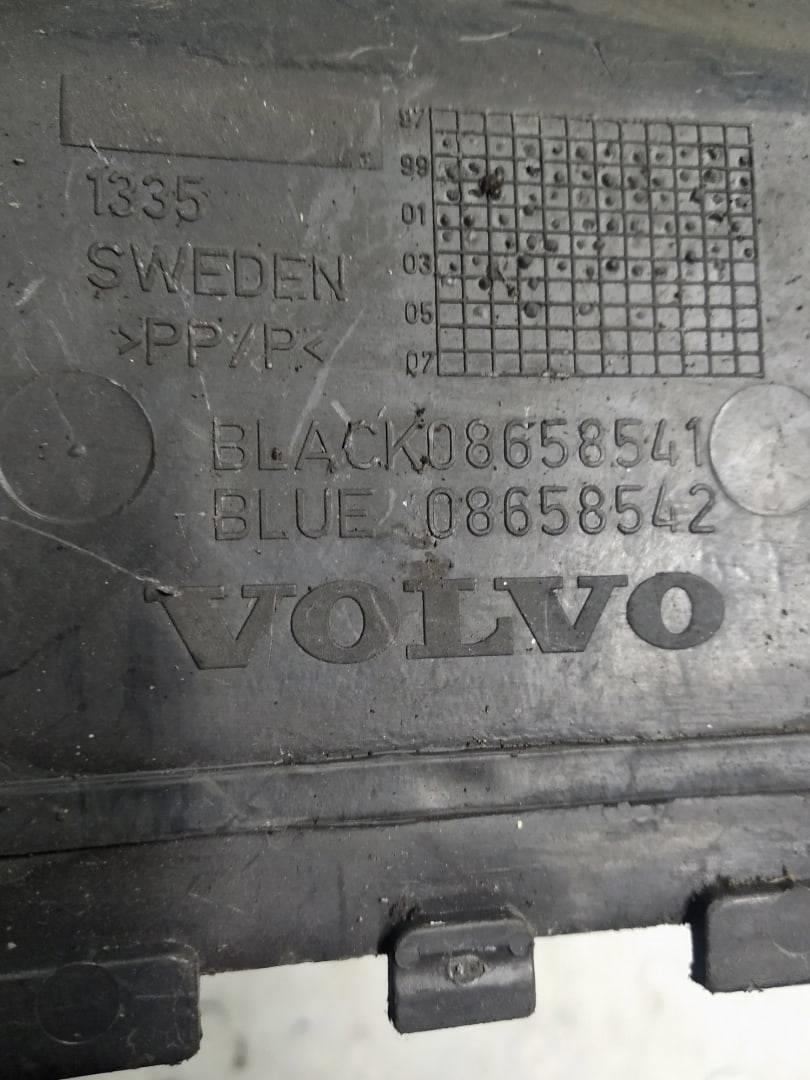 97
99
01
03
05
07
1335
SWEDEN
>PP/P<
BLACK08658541
BLUE 08658542
VOLVO